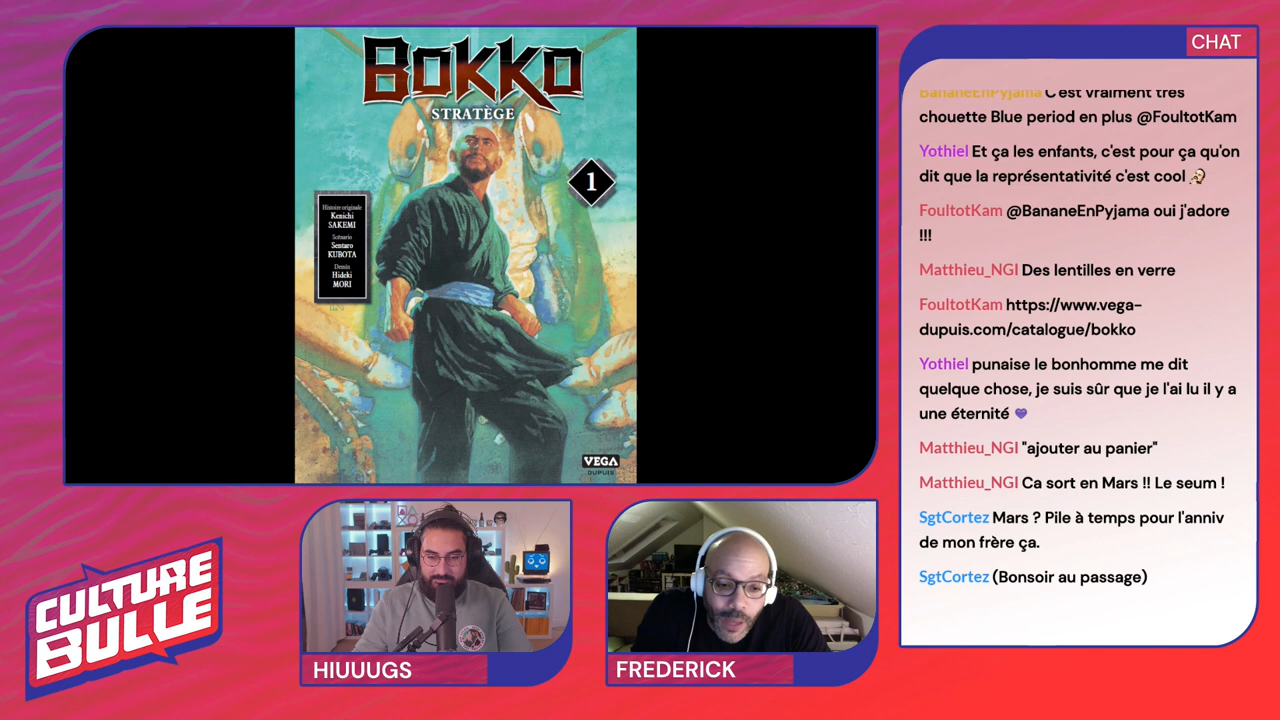 BOKKO
STRATÈGE
1
Histoire originale
Kenichi
SAKEMI
Scénario
Sentaro
KUBOTA
Dessin
Hideki
MORI
VEGA
DUPUIS
CULTURE
BULLE
HIUUUGS
FREDERICK
CHAT
BananeEnPyjama C'est vraiment très
chouette Blue period en plus @FoultotKam
Yothiel Et ça les enfants, c'est pour ça qu'on
dit que la représentativité c'est cool
FoultotKam @BananeEnPyjama oui j'adore
!!!
Matthieu_NGI Des lentilles en verre
FoultotKam https://www.vega-
dupuis.com/catalogue/bokko
Yothiel punaise le bonhomme me dit
quelque chose, je suis sûr que je l'ai lu il y a
une éternité 💜
Matthieu_NGI "ajouter au panier"
Matthieu_NGI Ca sort en Mars !! Le seum !
SgtCortez Mars ? Pile à temps pour l'anniv
de mon frère ça.
SgtCortez (Bonsoir au passage)